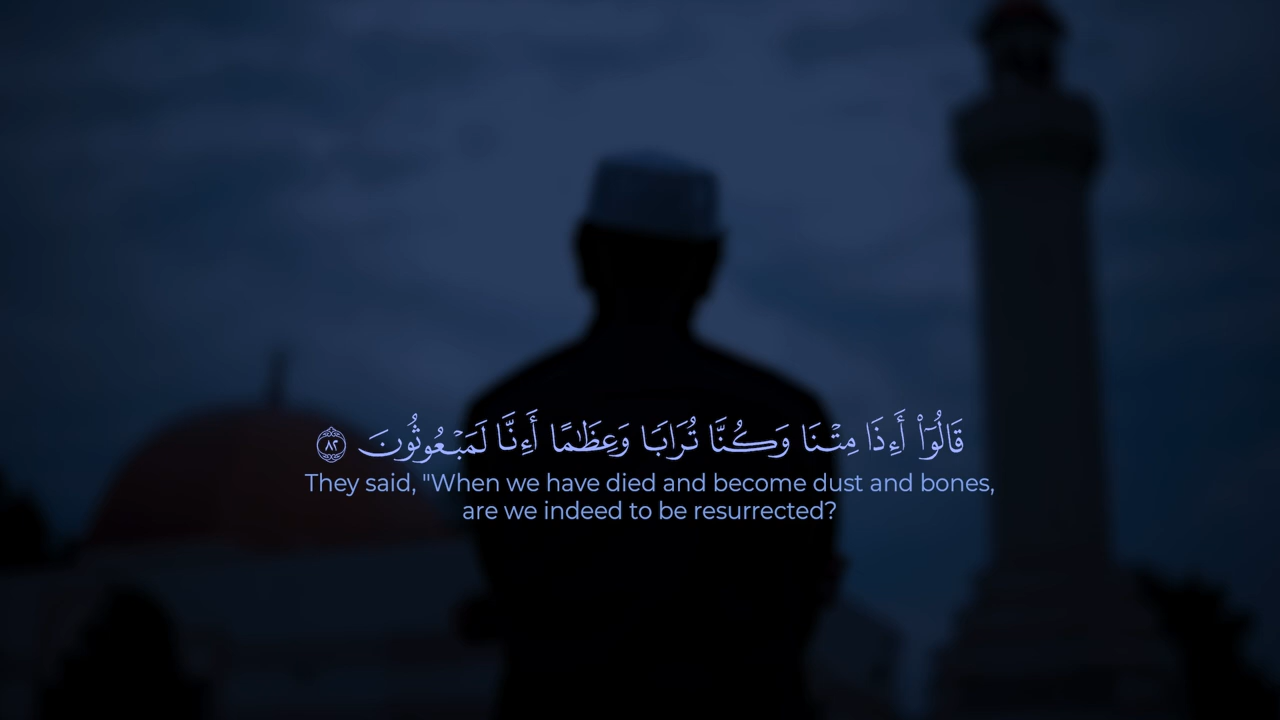 قَالُوٓا۟ أَءِذَا مِتْنَا وَكُنَّا تُرَابًا وَعِظَٰمًا أَءِنَّا لَمَبْعُوثُونَ ٨٢
They said, "When we have died and become dust and bones,
are we indeed to be resurrected?